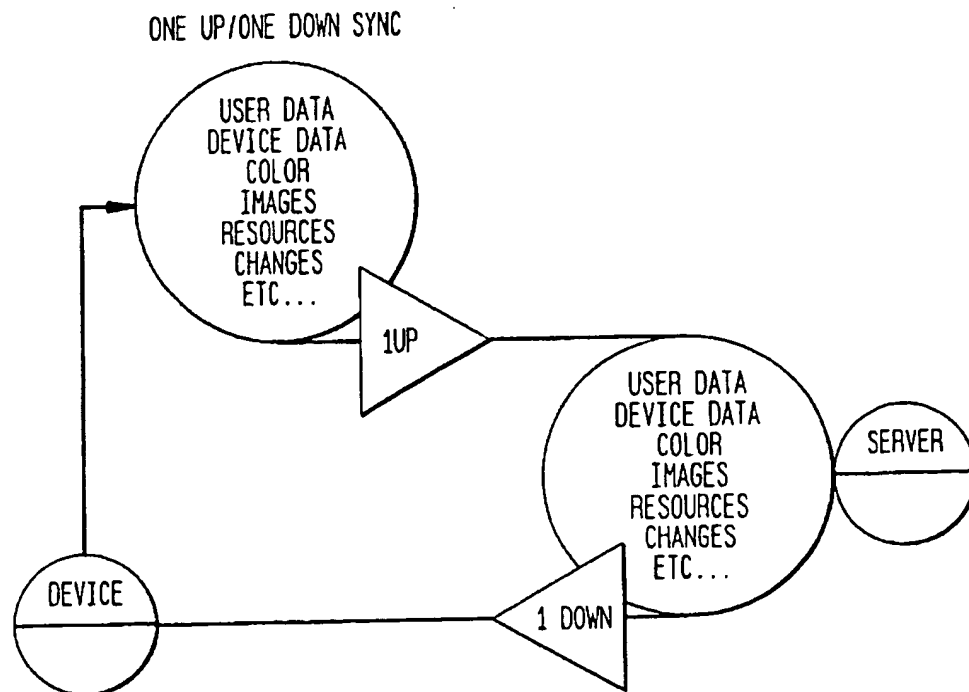 ONE UP/ONE DOWN SYNC
USER DATA
DEVICE DATA
COLOR
IMAGES
RESOURCES
CHANGES
ETC...
1UP
USER DATA
DEVICE DATA
COLOR
IMAGES
RESOURCES
CHANGES
ETC...
SERVER
DEVICE
1 DOWN